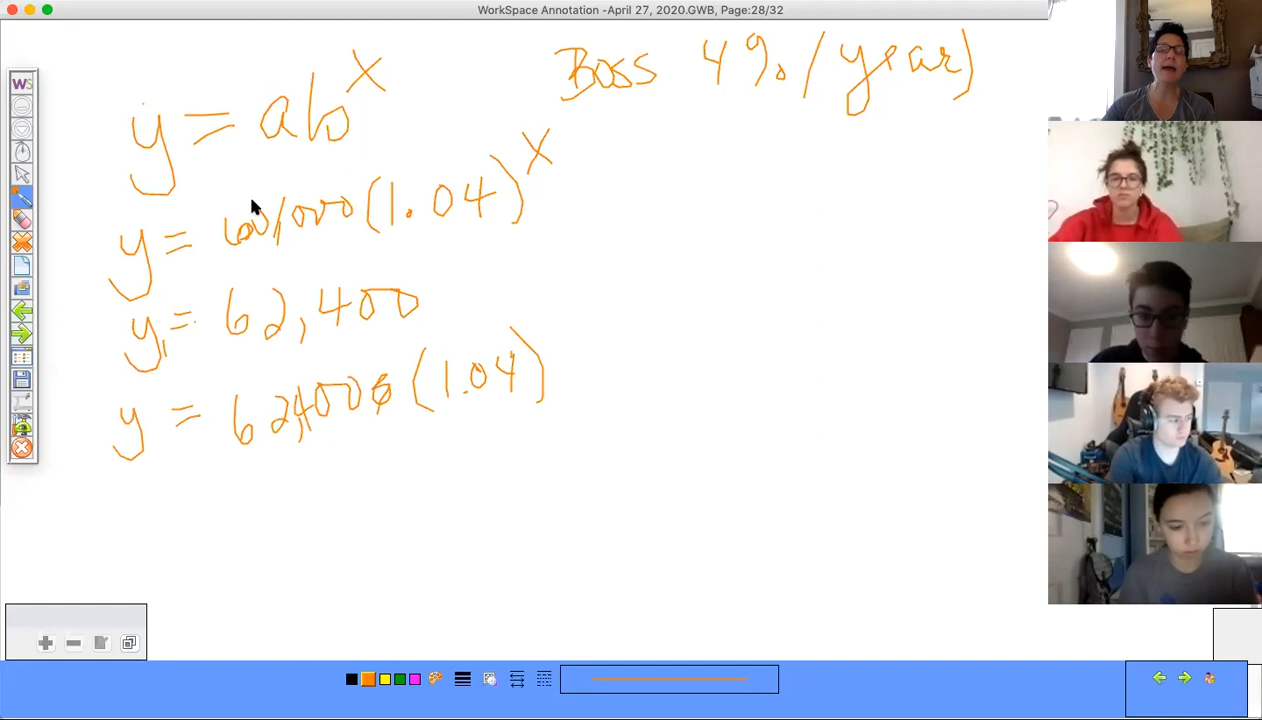 WorkSpace Annotation -April 27, 2020.GWB, Page:28/32
WS
Boss 4%/year)
y = ab^x
y = 60,000(1.04)^x
y₁ = 62,400
y = 62,400 (1.04)